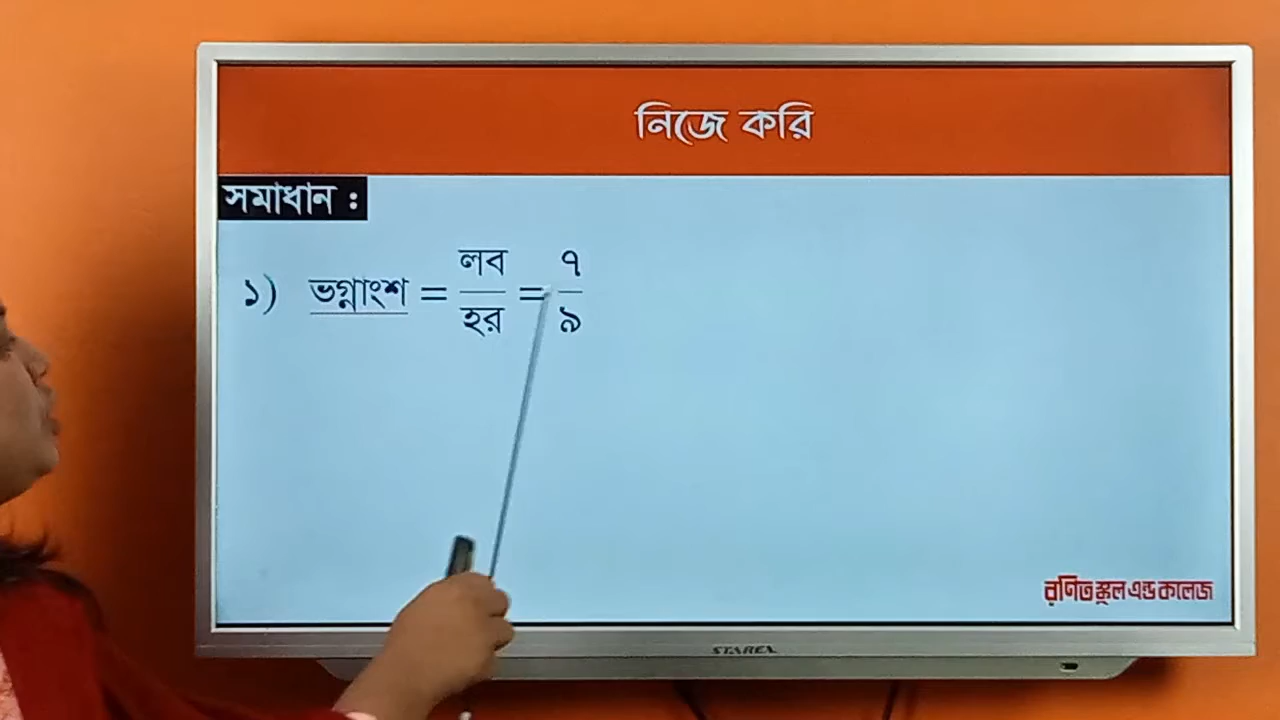 নিজে করি
সমাধান :
১) ভগ্নাংশ = লব/হর = ৭/৯
রণিত স্কুল এন্ড কলেজ
STAREX